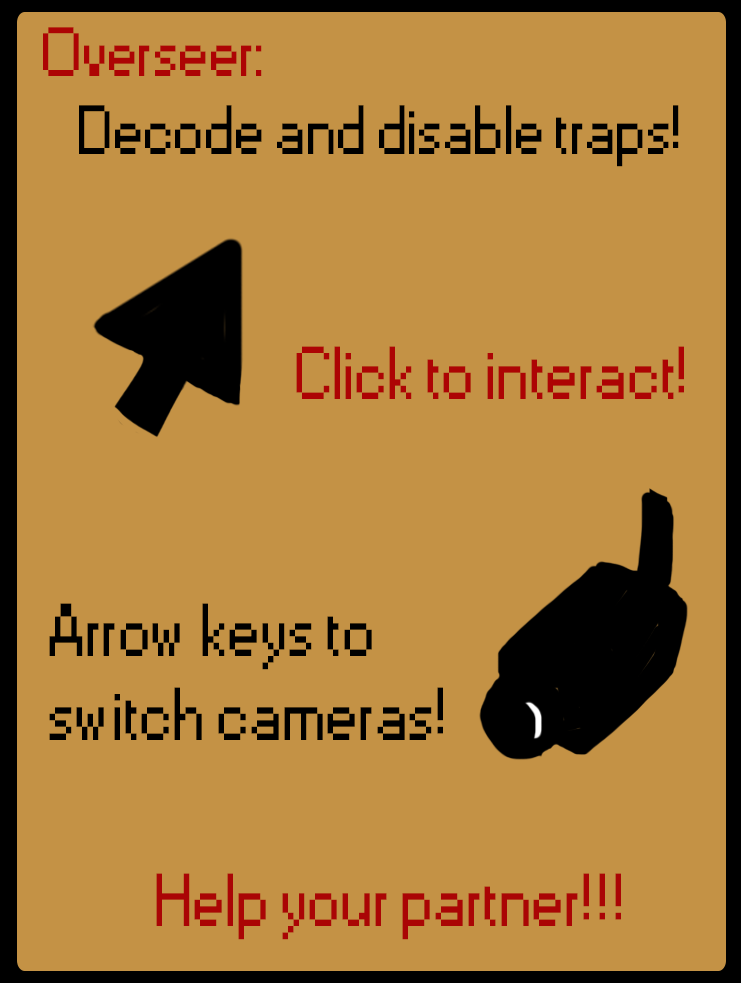 Overseer:
Decode and disable traps!
Click to interact!
Arrow keys to
switch cameras!
Help your partner!!!